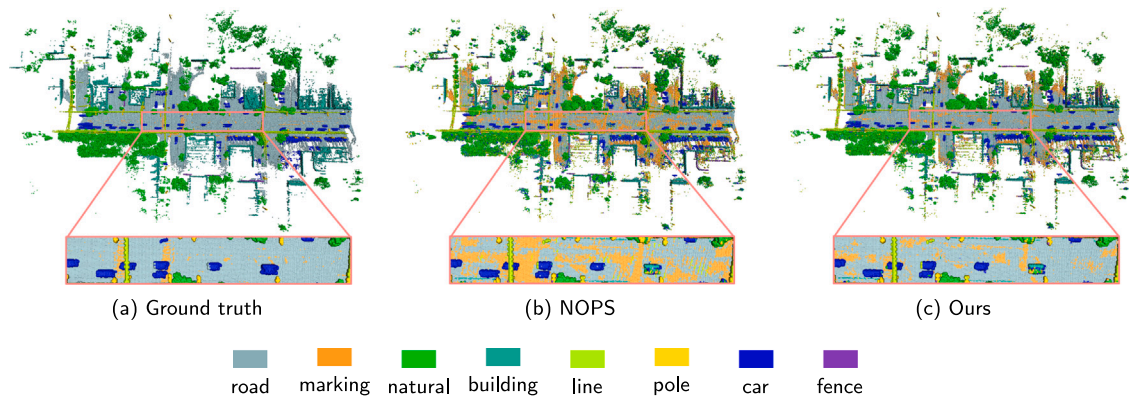 (a) Ground truth
(b) NOPS
(c) Ours
road
marking
natural
building
line
pole
car
fence